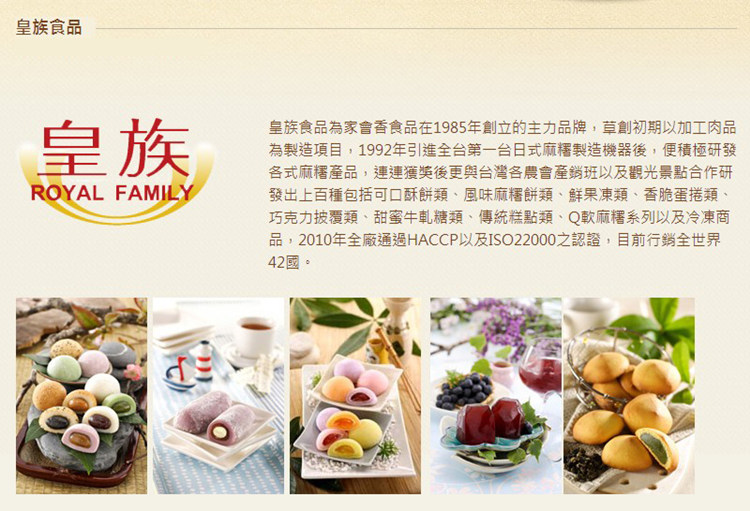 皇族食品
皇族
ROYAL FAMILY
皇族食品為家會香食品在1985年創立的主力品牌，草創初期以加工肉品
為製造項目，1992年引進全台第一台日式麻糬製造機器後，便積極研發
各式麻糬產品，連連獲獎後更與台灣各農會產銷班以及觀光景點合作研
發出上百種包括可口酥餅類、風味麻糬餅類、鮮果凍類、香脆蛋捲類、
巧克力披覆類、甜蜜牛軋糖類、傳統糕點類、Q軟麻糬系列以及冷凍商
品，2010年全廠通過HACCP以及ISO22000之認證，目前行銷全世界
42國。